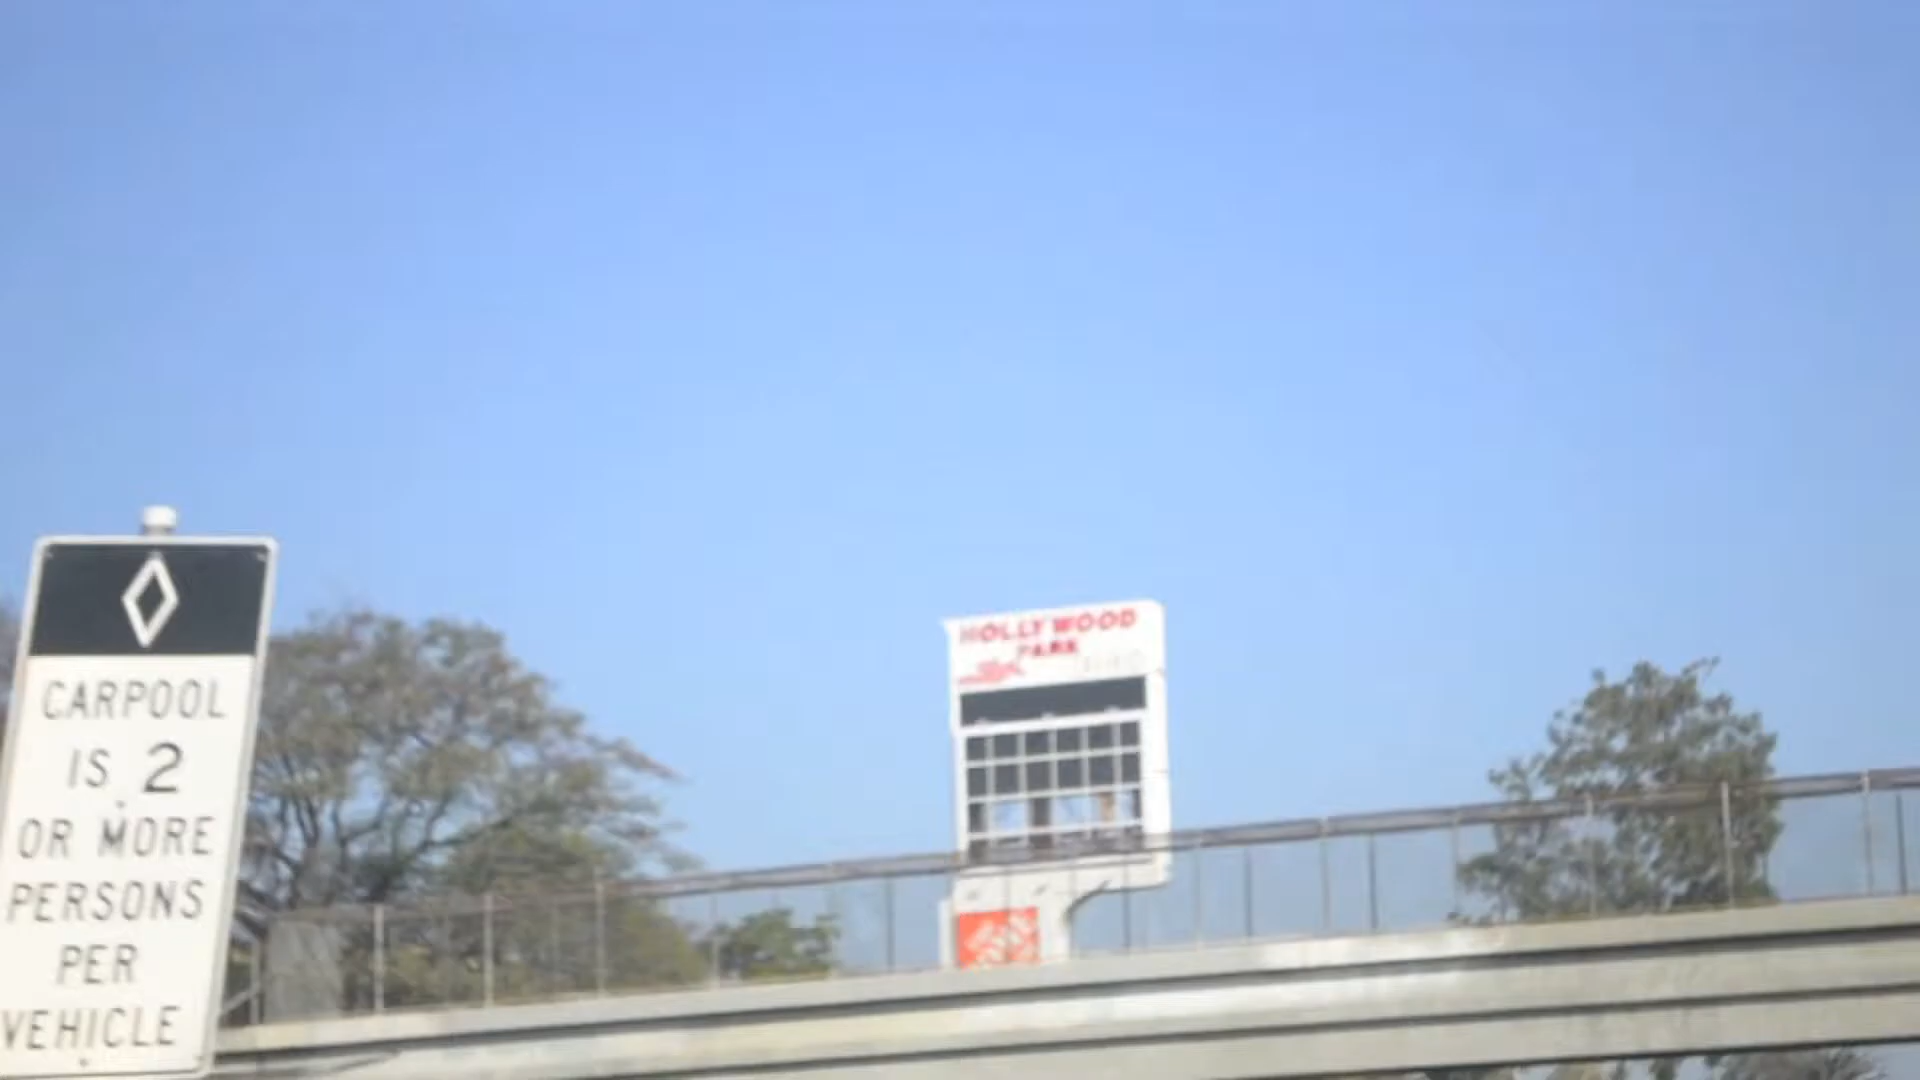 CARPOOL
IS 2
OR MORE
PERSONS
PER
VEHICLE
HOLLYWOOD
PARK